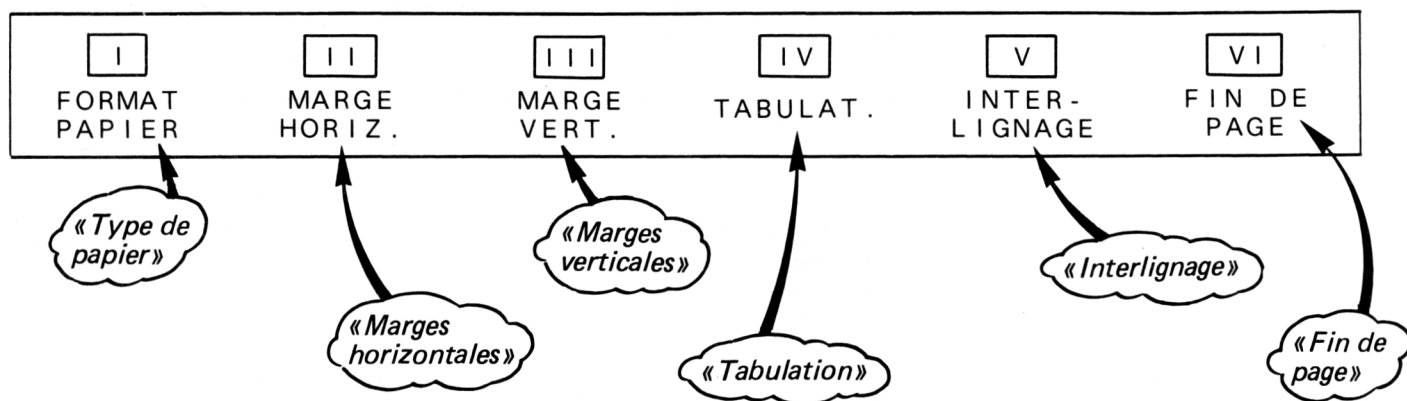 I
II
III
IV
V
VI
FORMAT
PAPIER
MARGE
HORIZ.
MARGE
VERT.
TABULAT.
INTER-
LIGNAGE
FIN DE
PAGE
«Type de
papier»
«Marges
horizontales»
«Marges
verticales»
«Tabulation»
«Interlignage»
«Fin de
page»